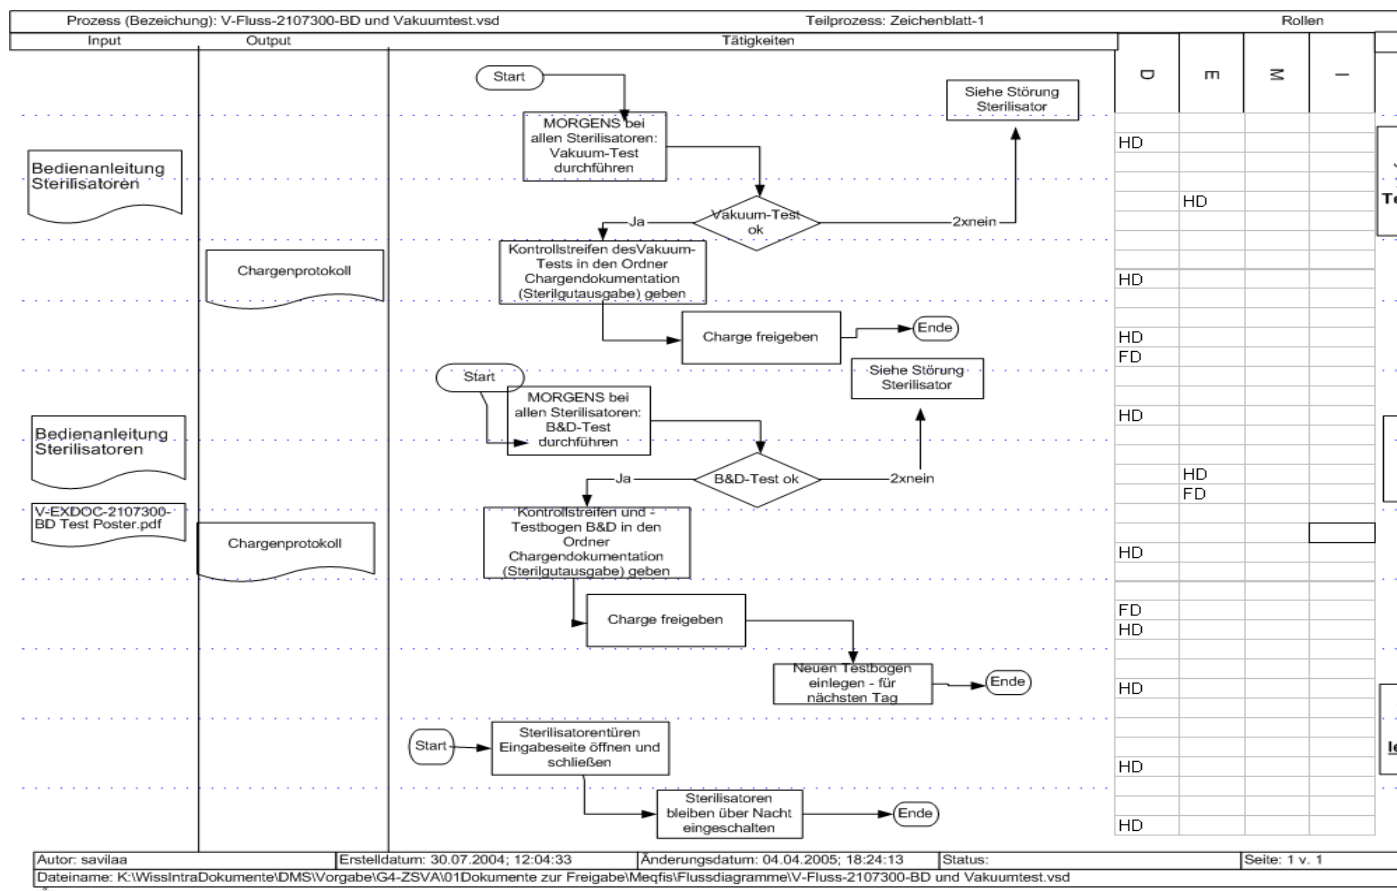 Prozess (Bezeichung): V-Fluss-2107300-BD und Vakuumtest.vsd
Teilprozess: Zeichenblatt-1
Rollen
Input
Output
Tätigkeiten
D
E
M
I
Start
Siehe Störung
Sterilisator
MORGENS bei
allen Sterilisatoren:
Vakuum-Test
durchführen
HD
Bedienanleitung
Sterilisatoren
HD
Vakuum-Test
ok
Ja
2xnein
Kontrollstreifen desVakuum-
Tests in den Ordner
Chargendokumentation
(Sterilgutausgabe) geben
Chargenprotokoll
HD
Charge freigeben
Ende
HD
FD
Start
Siehe Störung
Sterilisator
MORGENS bei
allen Sterilisatoren:
B&D-Test
durchführen
HD
Bedienanleitung
Sterilisatoren
B&D-Test ok
Ja
2xnein
HD
FD
V-EXDOC-2107300-
BD Test Poster.pdf
Kontrollstreifen und -
Testbogen B&D in den
Ordner
Chargendokumentation
(Sterilgutausgabe) geben
Chargenprotokoll
HD
Charge freigeben
FD
HD
Neuen Testbogen
einlegen - für
nächsten Tag
Ende
HD
Start
Sterilisatorentüren
Eingabeseite öffnen und
schließen
HD
Sterilisatoren
bleiben über Nacht
eingeschalten
Ende
HD
Autor: savilaa
Erstelldatum: 30.07.2004; 12:04:33
Änderungsdatum: 04.04.2005; 18:24:13
Status:
Seite: 1 v. 1
Dateiname: K:\WissIntraDokumente\DMS\Vorgabe\G4-ZSVA\01Dokumente zur Freigabe\Meqfis\Flussdiagramme\V-Fluss-2107300-BD und Vakuumtest.vsd